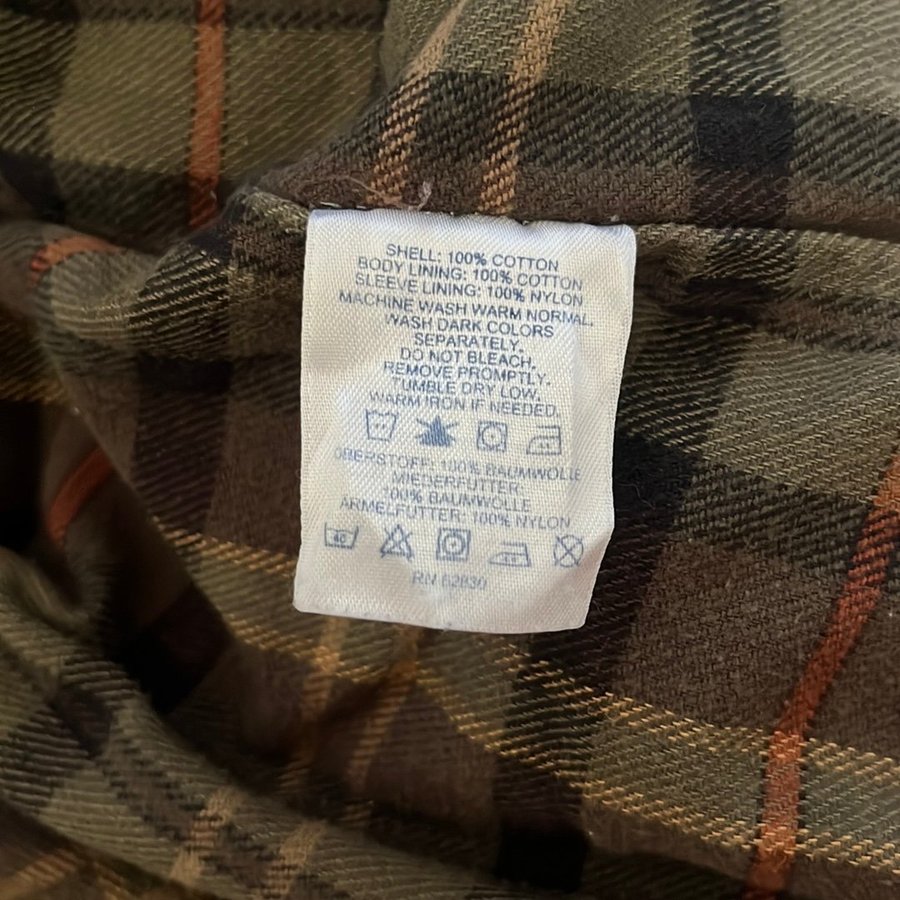 SHELL: 100% COTTON
BODY LINING: 100% COTTON
SLEEVE LINING: 100% NYLON
MACHINE WASH WARM NORMAL.
WASH DARK COLORS
SEPARATELY.
DO NOT BLEACH.
REMOVE PROMPTLY.
TUMBLE DRY LOW.
WARM IRON IF NEEDED.
OBERSTOFF: 100% BAUMWOLLE
MIEDERFUTTER
100% BAUMWOLLE
ARMELFUTTER: 100% NYLON
40
RN 62830